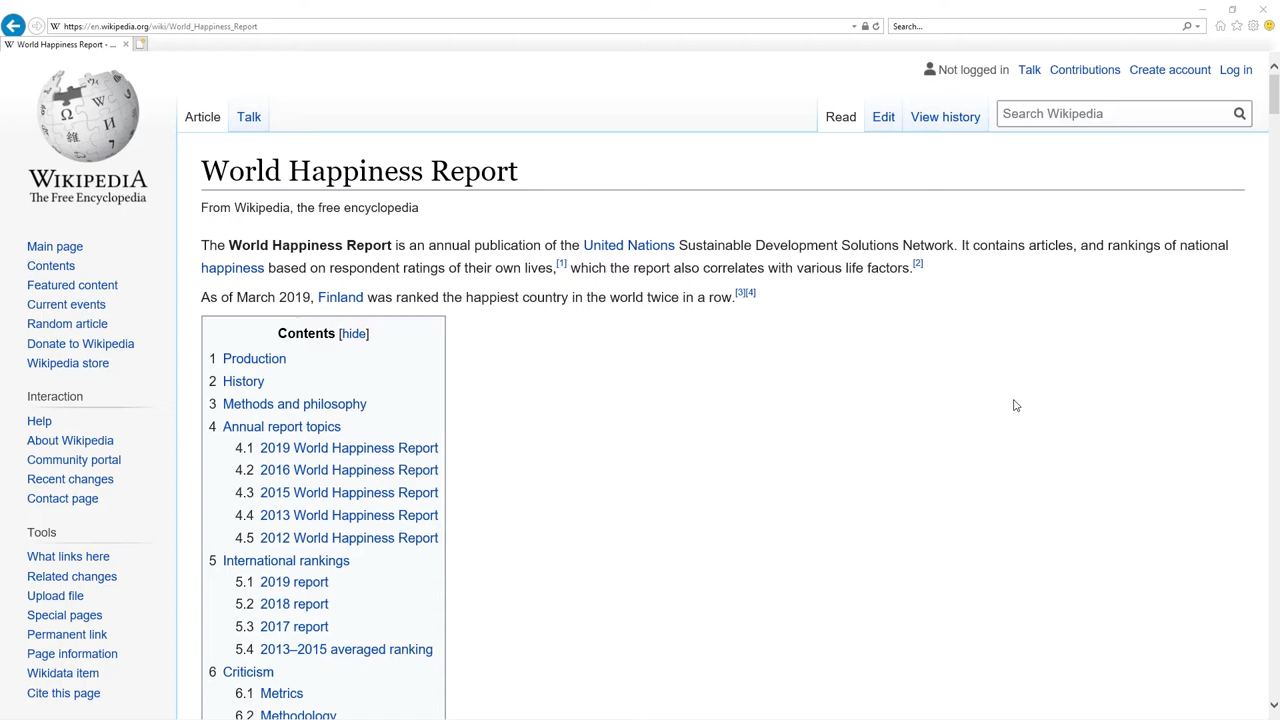 https://en.wikipedia.org/wiki/World_Happiness_Report
Search...
World Happiness Report - ...
Not logged in Talk Contributions Create account Log in
Article Talk Read Edit View history Search Wikipedia
WIKIPEDIA
The Free Encyclopedia
Main page
Contents
Featured content
Current events
Random article
Donate to Wikipedia
Wikipedia store
Interaction
Help
About Wikipedia
Community portal
Recent changes
Contact page
Tools
What links here
Related changes
Upload file
Special pages
Permanent link
Page information
Wikidata item
Cite this page
World Happiness Report
From Wikipedia, the free encyclopedia
The World Happiness Report is an annual publication of the United Nations Sustainable Development Solutions Network. It contains articles, and rankings of national
happiness based on respondent ratings of their own lives,[1] which the report also correlates with various life factors.[2]
As of March 2019, Finland was ranked the happiest country in the world twice in a row.[3][4]
Contents [hide]
1 Production
2 History
3 Methods and philosophy
4 Annual report topics
4.1 2019 World Happiness Report
4.2 2016 World Happiness Report
4.3 2015 World Happiness Report
4.4 2013 World Happiness Report
4.5 2012 World Happiness Report
5 International rankings
5.1 2019 report
5.2 2018 report
5.3 2017 report
5.4 2013–2015 averaged ranking
6 Criticism
6.1 Metrics
6.2 Methodology